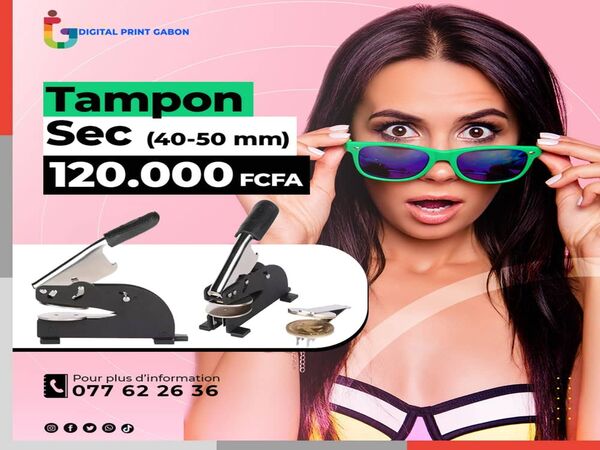 DIGITAL PRINT GABON
Tampon
Sec (40-50 mm)
120.000 FCFA
Pour plus d'information
077 62 26 36